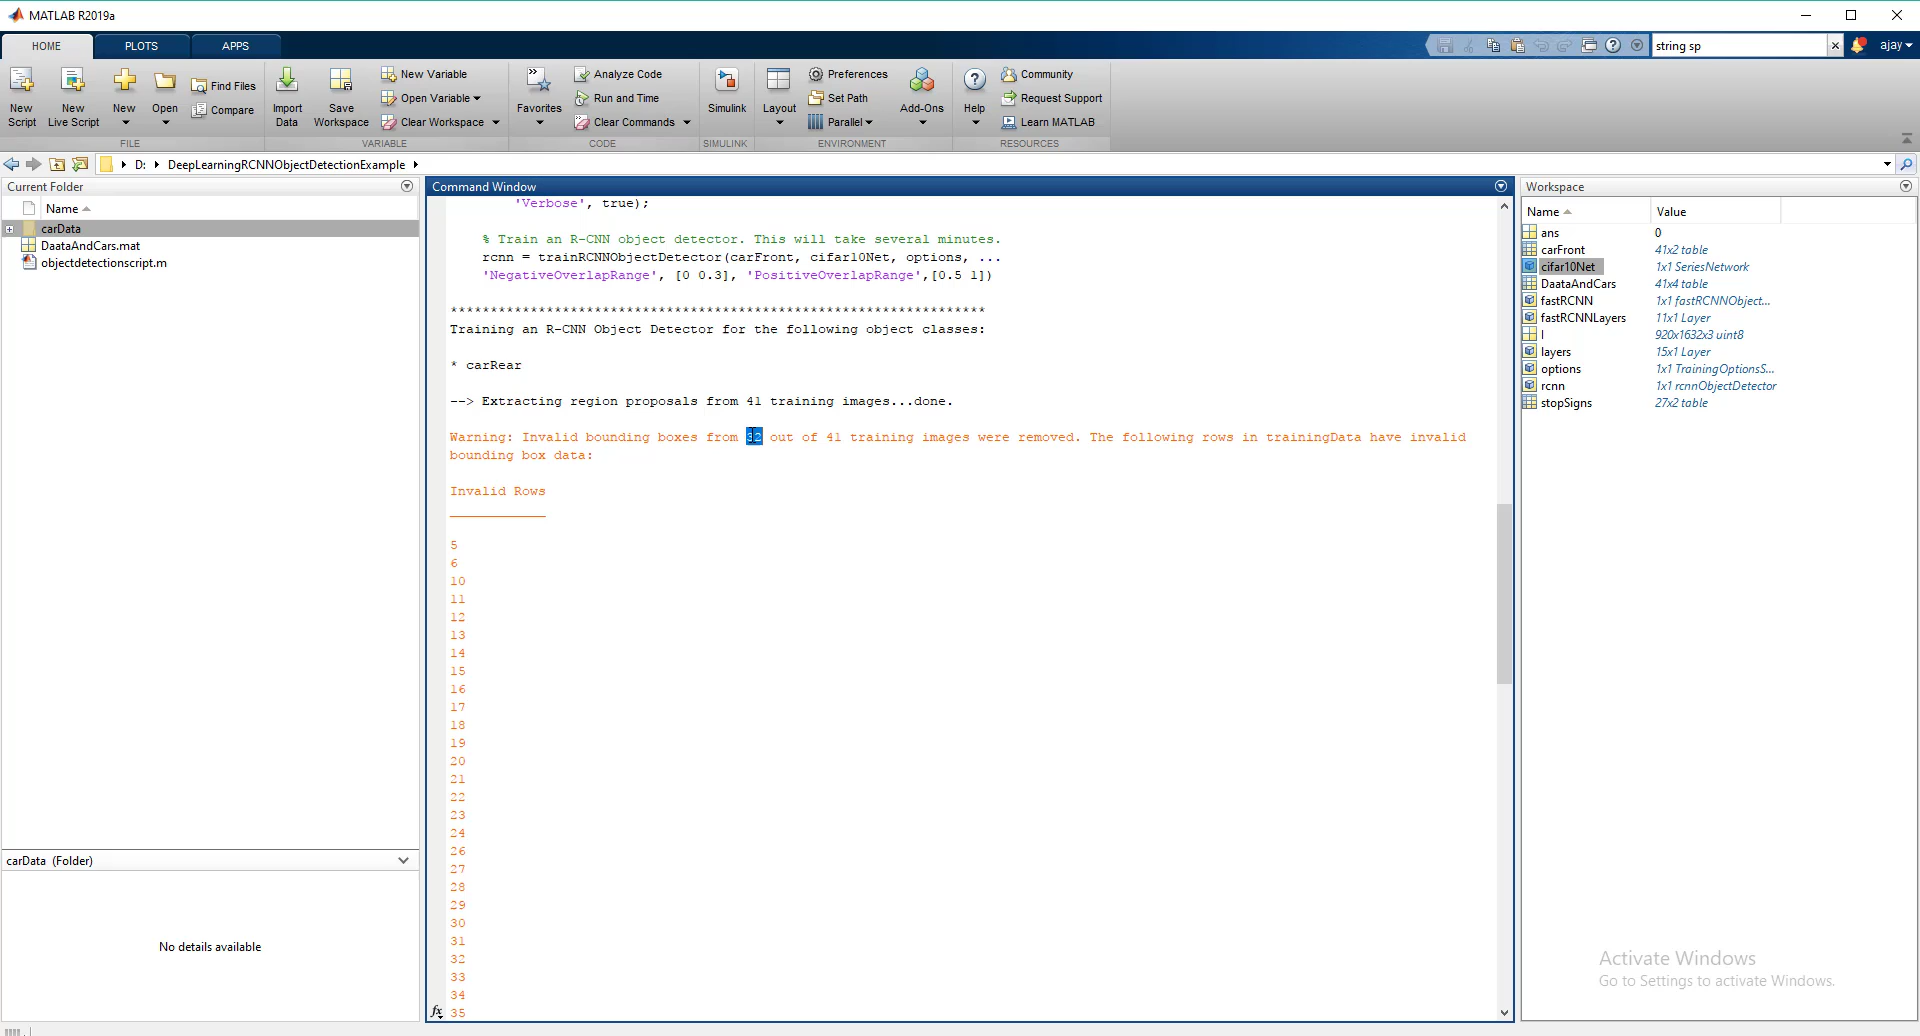 MATLAB R2019a
HOME PLOTS APPS string sp ajay
New Script
New Live Script
New
Open
Find Files
Compare
FILE
Import Data
Save Workspace
New Variable
Open Variable
Clear Workspace
VARIABLE
Favorites
Analyze Code
Run and Time
Clear Commands
CODE
Simulink
SIMULINK
Layout
Preferences
Set Path
Parallel
Add-Ons
ENVIRONMENT
Help
Community
Request Support
Learn MATLAB
RESOURCES
D: DeepLearningRCNNObjectDetectionExample
Current Folder
Name
carData
DaataAndCars.mat
objectdetectionscript.m
carData (Folder)
No details available
Command Window
'Verbose', true);
% Train an R-CNN object detector. This will take several minutes.
rcnn = trainRCNNObjectDetector(carFront, cifar10Net, options, ...
'NegativeOverlapRange', [0 0.3], 'PositiveOverlapRange',[0.5 1])
*******************************************************************
Training an R-CNN Object Detector for the following object classes:
* carRear
--> Extracting region proposals from 41 training images...done.
Warning: Invalid bounding boxes from 32 out of 41 training images were removed. The following rows in trainingData have invalid
bounding box data:
Invalid Rows
____________
5
6
10
11
12
13
14
15
16
17
18
19
20
21
22
23
24
26
27
28
29
30
31
32
33
34
fx 35
Workspace
Name Value
ans 0
carFront 41x2 table
cifar10Net 1x1 SeriesNetwork
DaataAndCars 41x4 table
fastRCNN 1x1 fastRCNNObject...
fastRCNNLayers 11x1 Layer
I 920x1632x3 uint8
layers 15x1 Layer
options 1x1 TrainingOptionsS...
rcnn 1x1 rcnnObjectDetector
stopSigns 27x2 table
Activate Windows
Go to Settings to activate Windows.